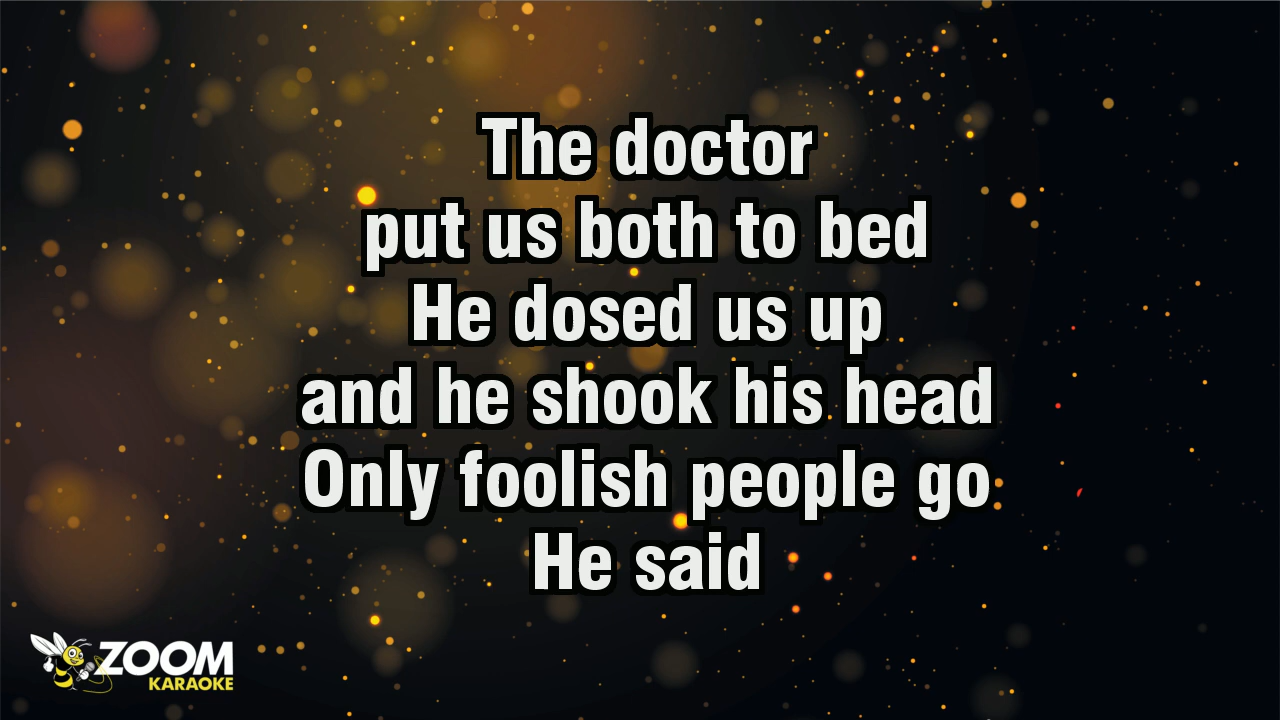 The doctor
put us both to bed
He dosed us up
and he shook his head
Only foolish people go
He said
ZOOM
KARAOKE